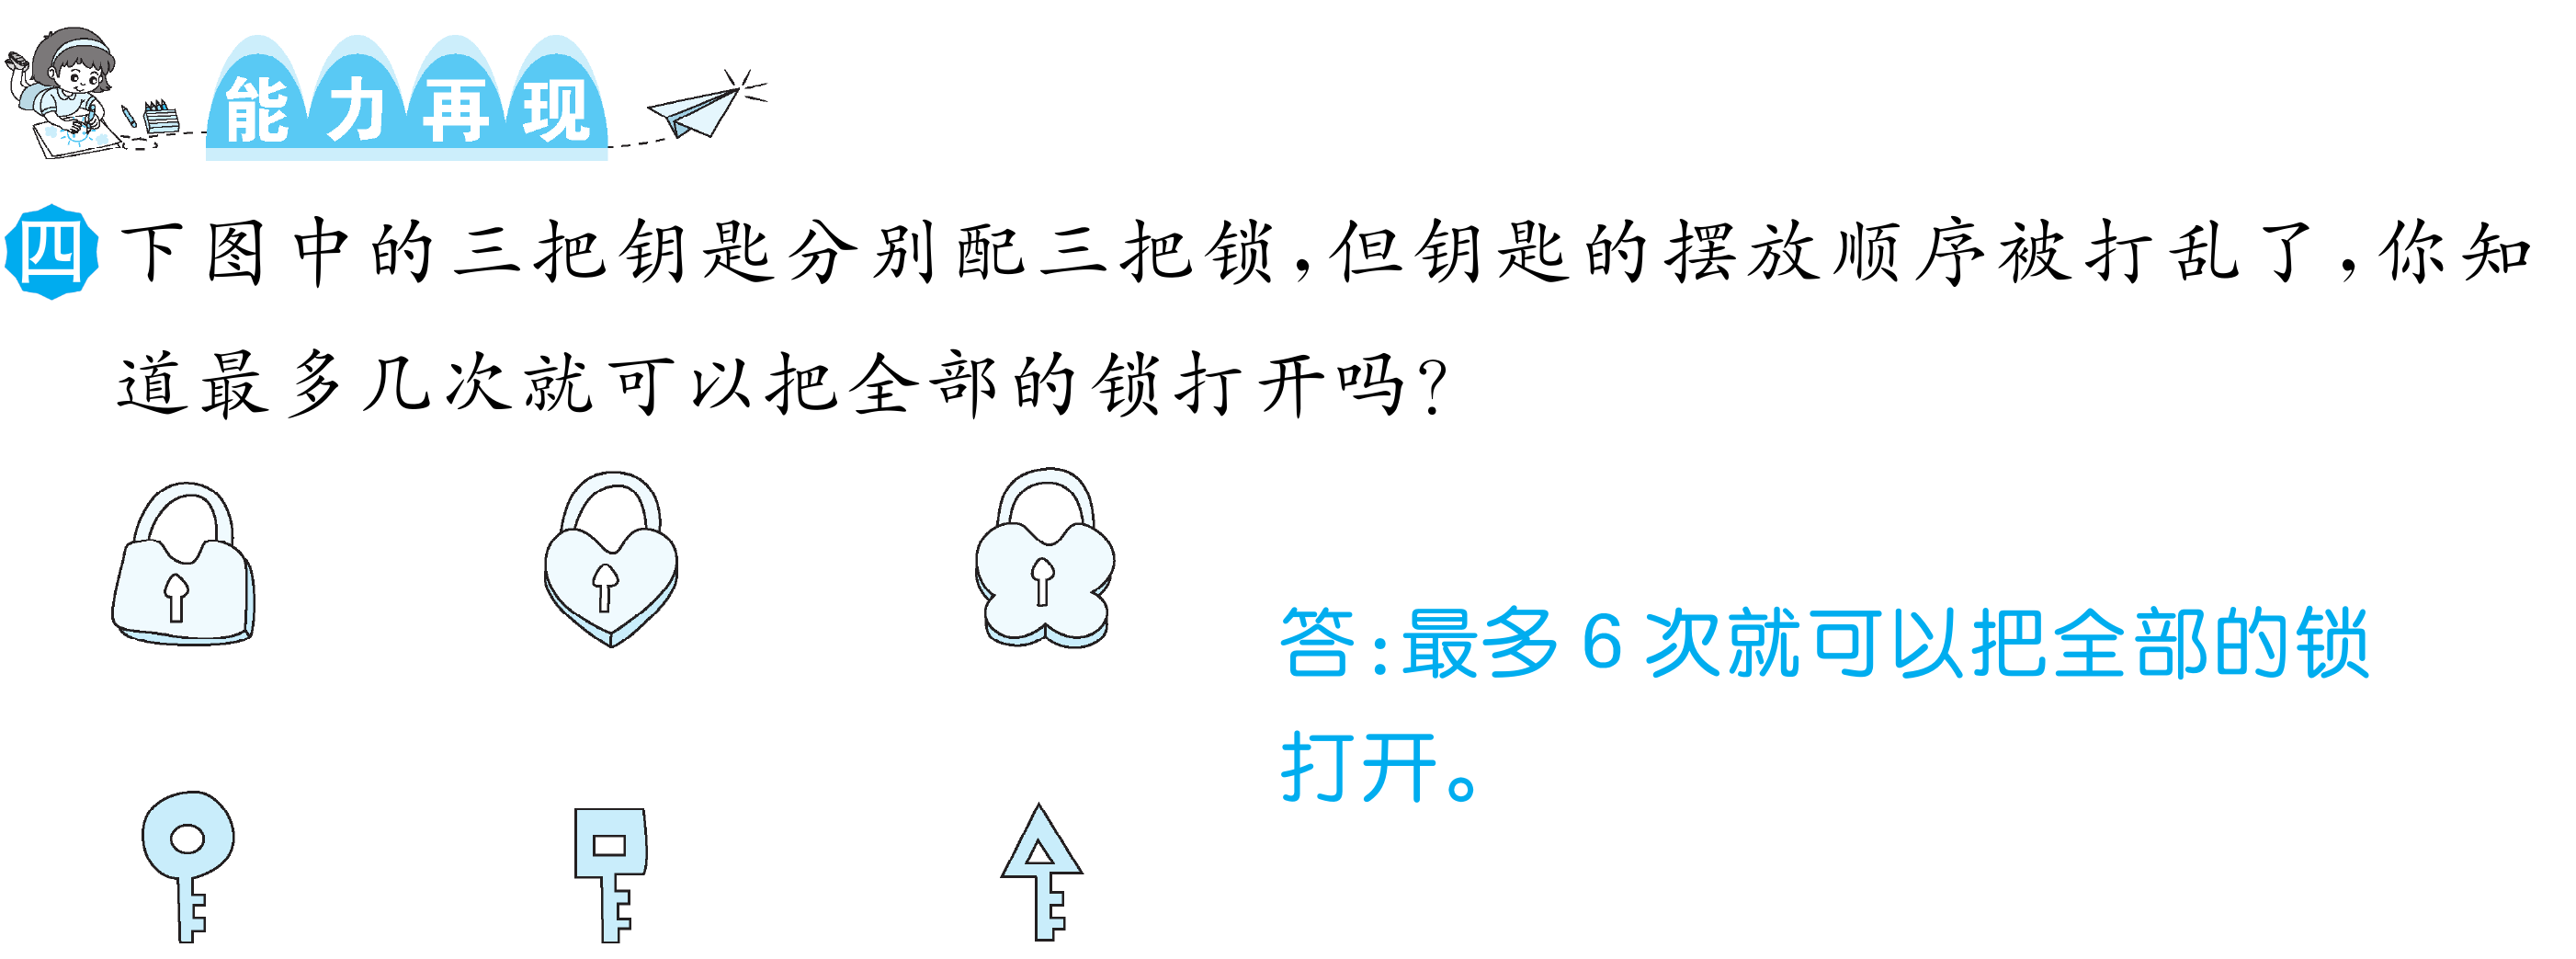 能力再现
四 下图中的三把钥匙分别配三把锁,但钥匙的摆放顺序被打乱了,你知
道最多几次就可以把全部的锁打开吗?
答:最多 6 次就可以把全部的锁
打开。